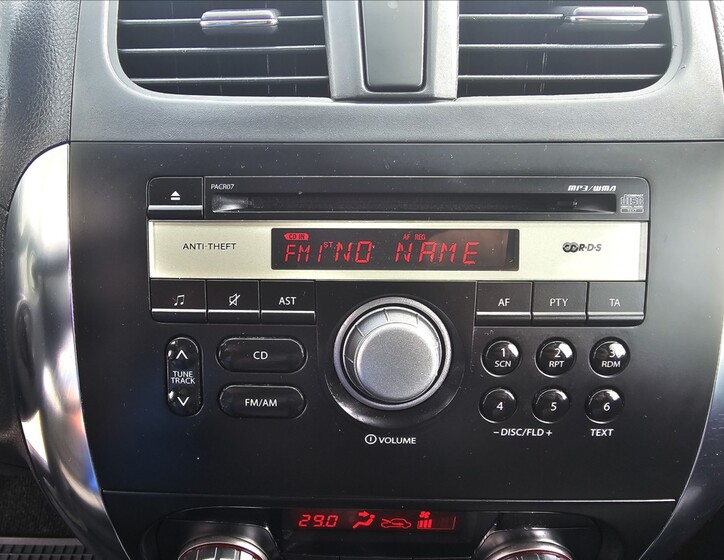 PACR07 MP3/WMA
CD IN
ST AF REG
ANTI-THEFT FM1 NO NAME R·D·S
AST AF PTY TA
CD 1 2 3
SCN RPT RDM
TUNE
TRACK
FM/AM 4 5 6
– DISC/FLD + TEXT
VOLUME
29.0